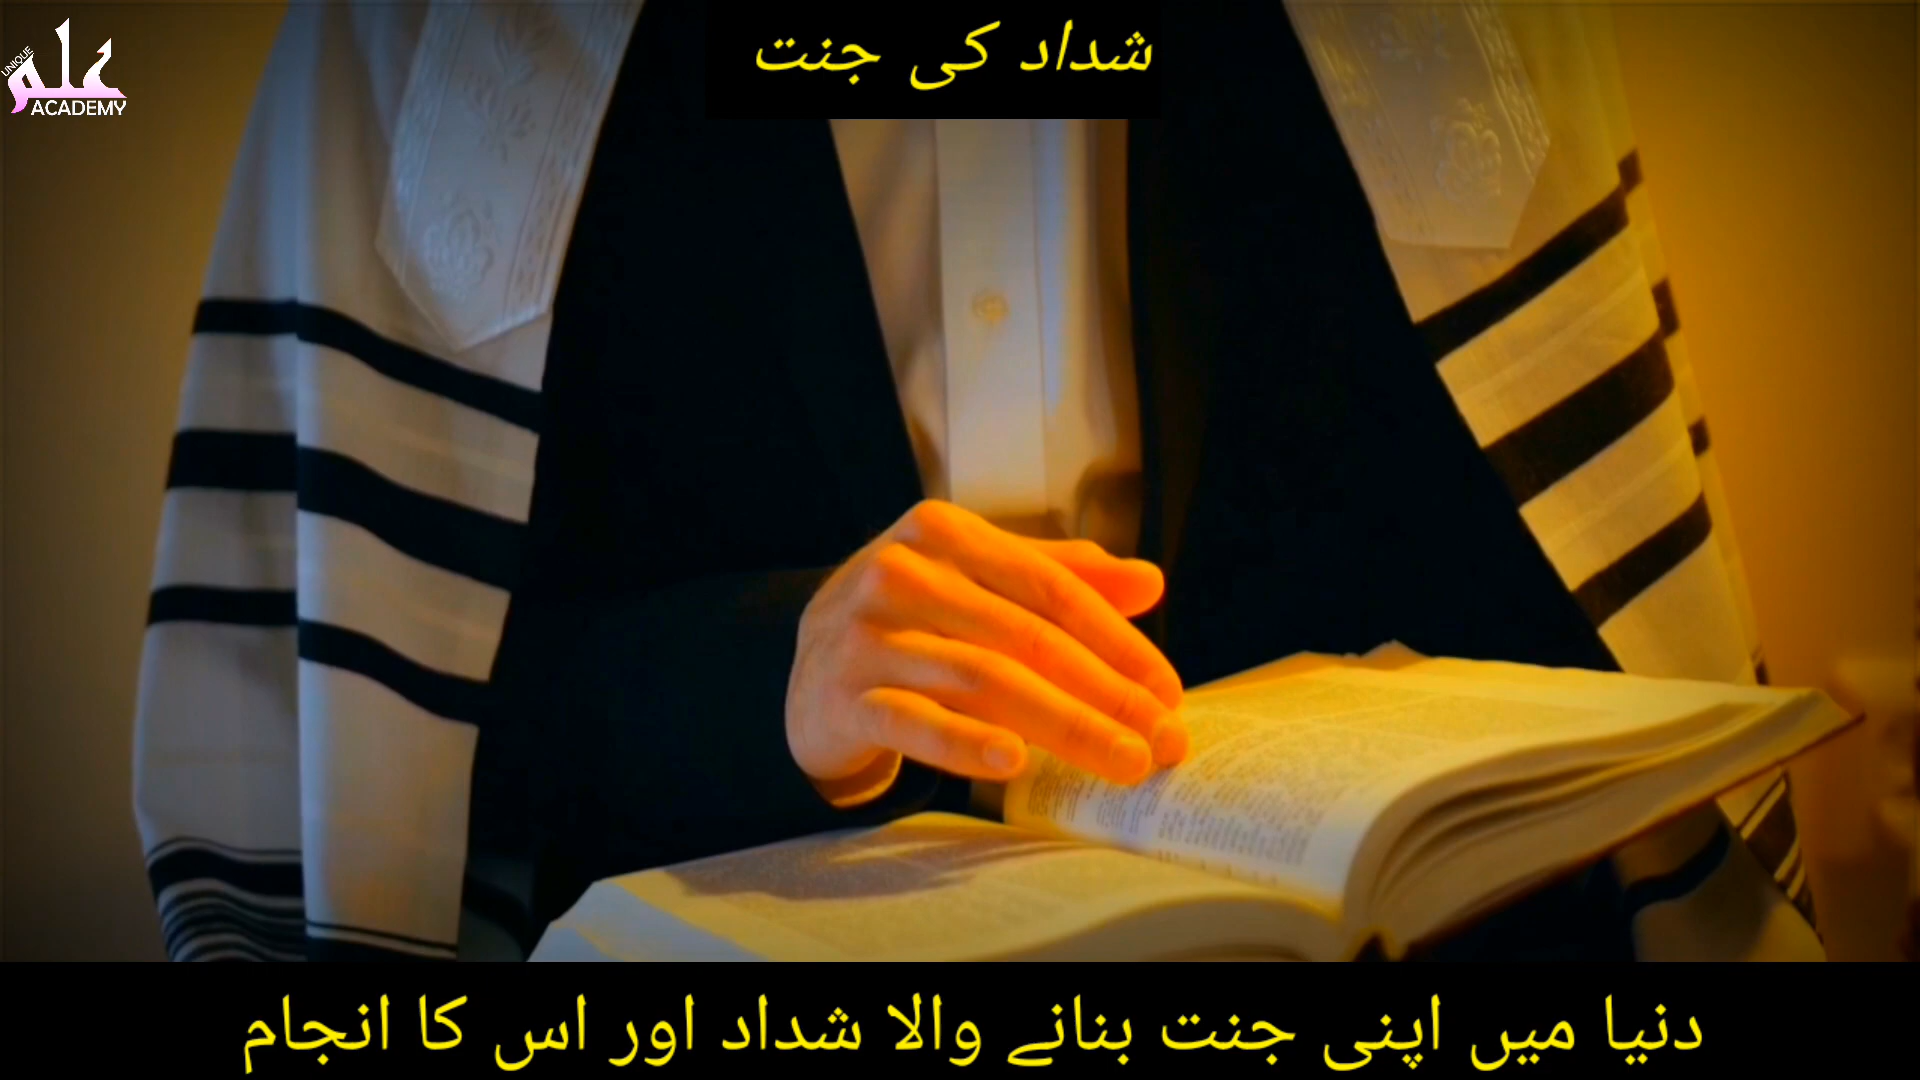 شداد کی جنت
UNIQUE
علم
ACADEMY
دنیا میں اپنی جنت بنانے والا شداد اور اس کا انجام